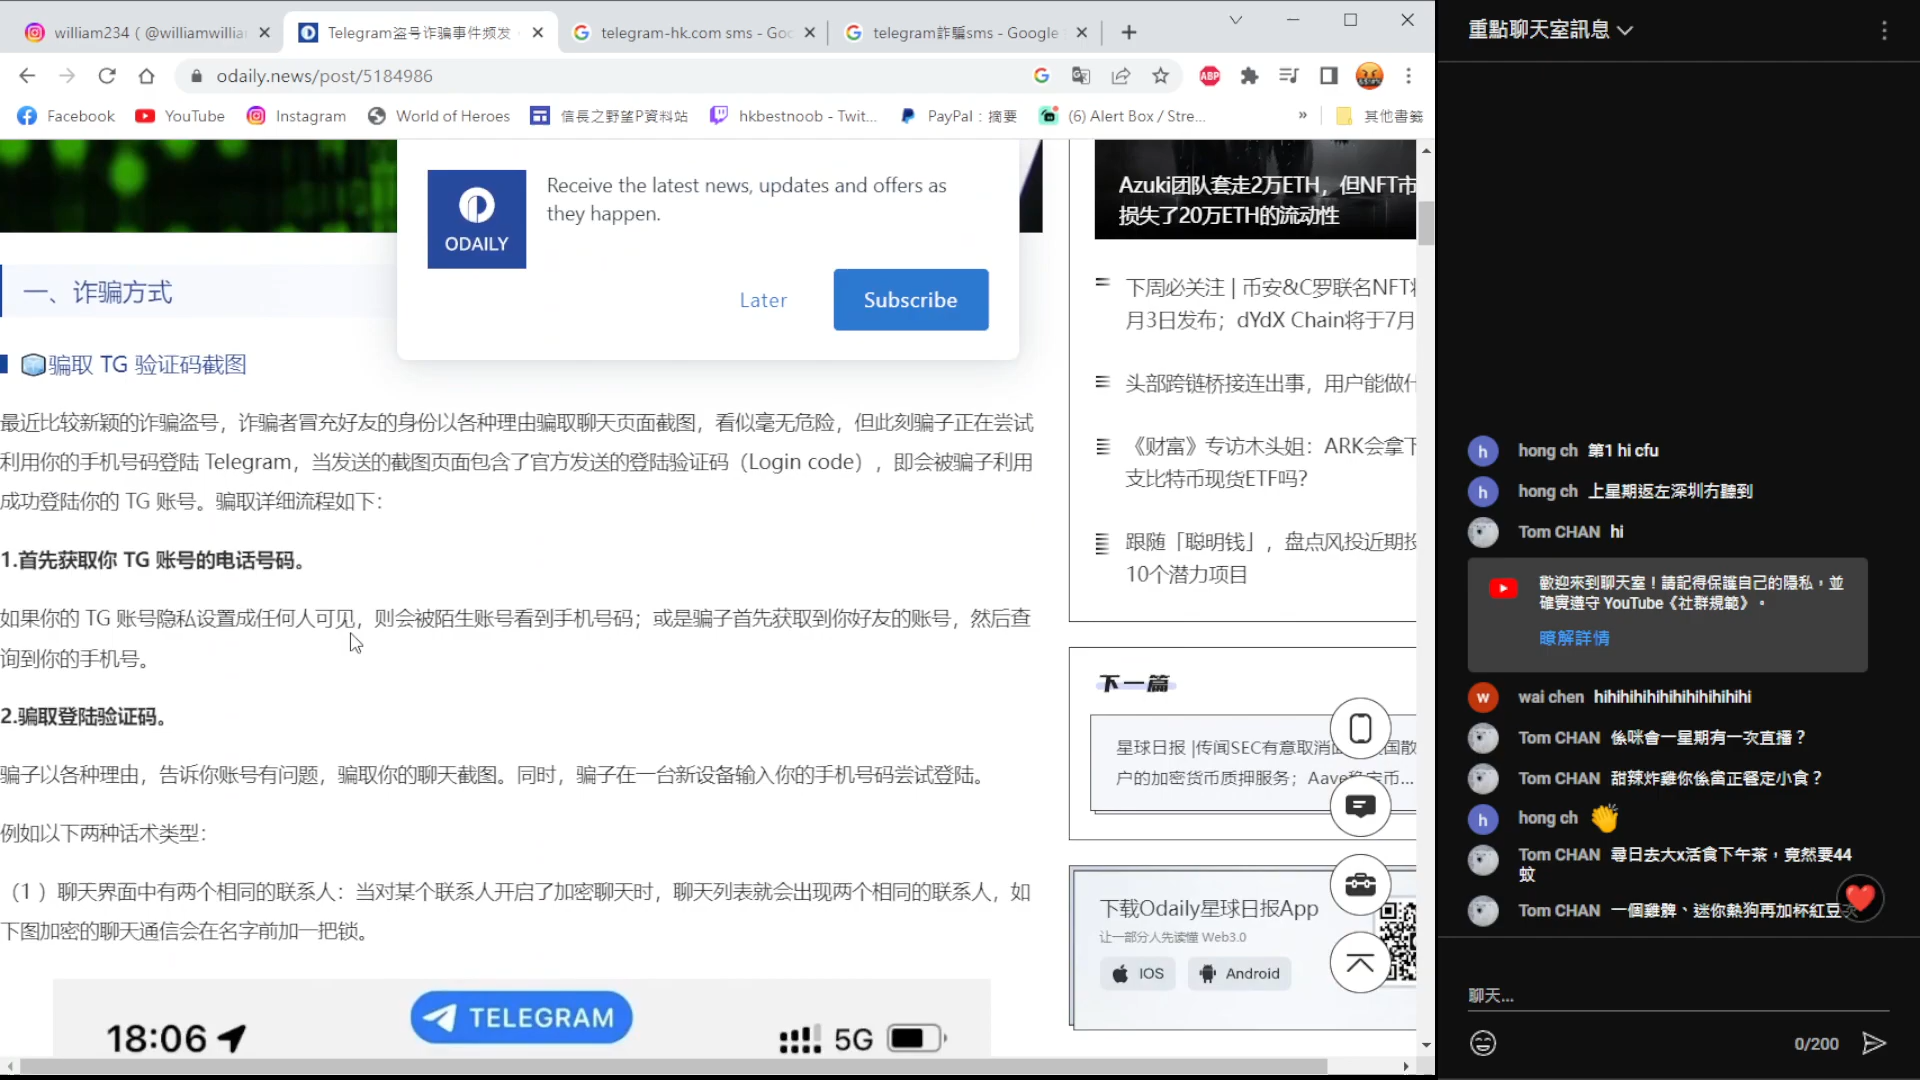 william234 ( @williamwillia
Telegram盗号诈骗事件频发
telegram-hk.com sms - Goo
telegram詐騙sms - Google
odaily.news/post/5184986
ABP
Facebook
YouTube
Instagram
World of Heroes
信長之野望P資料站
hkbestnoob - Twit...
PayPal：摘要
(6) Alert Box / Stre...
»
其他書籤
ODAILY
Receive the latest news, updates and offers as
they happen.
Later
Subscribe
一、诈骗方式
骗取 TG 验证码截图
最近比较新颖的诈骗盗号，诈骗者冒充好友的身份以各种理由骗取聊天页面截图，看似毫无危险，但此刻骗子正在尝试
利用你的手机号码登陆 Telegram，当发送的截图页面包含了官方发送的登陆验证码（Login code），即会被骗子利用
成功登陆你的 TG 账号。骗取详细流程如下：
1.首先获取你 TG 账号的电话号码。
如果你的 TG 账号隐私设置成任何人可见，则会被陌生账号看到手机号码；或是骗子首先获取到你好友的账号，然后查
询到你的手机号。
2.骗取登陆验证码。
骗子以各种理由，告诉你账号有问题，骗取你的聊天截图。同时，骗子在一台新设备输入你的手机号码尝试登陆。
例如以下两种话术类型：
（1 ）聊天界面中有两个相同的联系人：当对某个联系人开启了加密聊天时，聊天列表就会出现两个相同的联系人，如
下图加密的聊天通信会在名字前加一把锁。
18:06
TELEGRAM
5G
Azuki团队套走2万ETH，但NFT市
损失了20万ETH的流动性
下周必关注 | 币安&C罗联名NFT将
月3日发布；dYdX Chain将于7月
头部跨链桥接连出事，用户能做什
《财富》专访木头姐：ARK会拿下
支比特币现货ETF吗？
跟随「聪明钱」，盘点风投近期投
10个潜力项目
下一篇
星球日报 |传闻SEC有意取消
国散
户的加密货币质押服务；Aave稳定币...
下载Odaily星球日报App
让一部分人先读懂 Web3.0
IOS
Android
重點聊天室訊息
h hong ch 第1 hi cfu
h hong ch 上星期返左深圳冇聽到
Tom CHAN hi
歡迎來到聊天室！請記得保護自己的隱私，並
確實遵守 YouTube《社群規範》。
瞭解詳情
w wai chen hihihihihihihihihihihihi
Tom CHAN 係咪會一星期有一次直播？
Tom CHAN 甜辣炸雞你係當正餐定小食？
h hong ch
Tom CHAN 尋日去大x活食下午茶，竟然要44
蚊
Tom CHAN 一個雞髀、迷你熱狗再加杯紅豆
聊天...
0/200